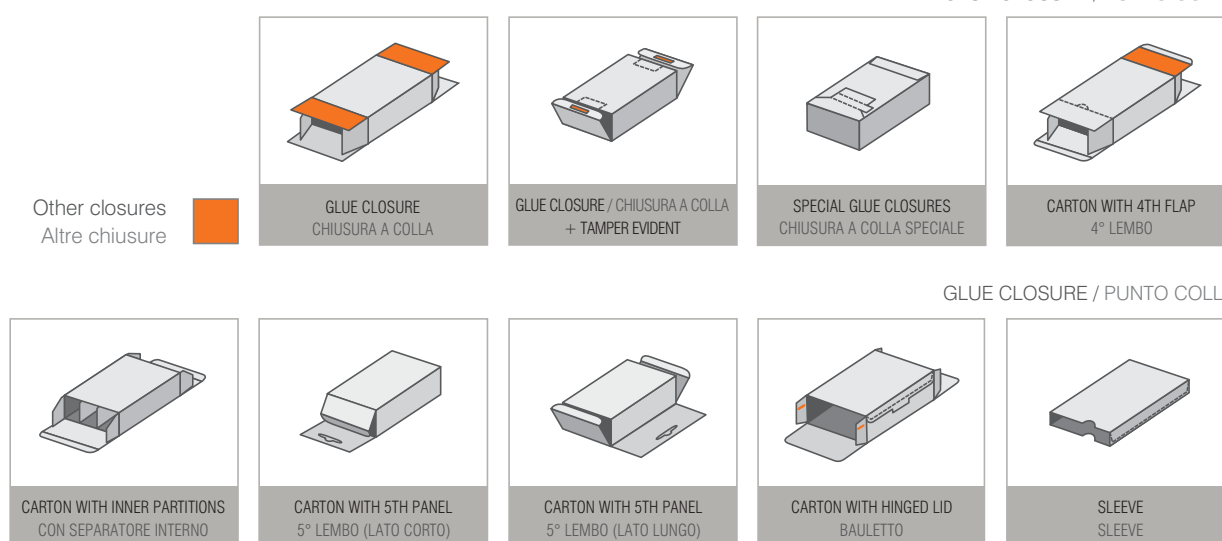 Other closures
Altre chiusure
GLUE CLOSURE
CHIUSURA A COLLA
GLUE CLOSURE / CHIUSURA A COLLA
+ TAMPER EVIDENT
SPECIAL GLUE CLOSURES
CHIUSURA A COLLA SPECIALE
CARTON WITH 4TH FLAP
4° LEMBO
GLUE CLOSURE / PUNTO COLL
CARTON WITH INNER PARTITIONS
CON SEPARATORE INTERNO
CARTON WITH 5TH PANEL
5° LEMBO (LATO CORTO)
CARTON WITH 5TH PANEL
5° LEMBO (LATO LUNGO)
CARTON WITH HINGED LID
BAULETTO
SLEEVE
SLEEVE